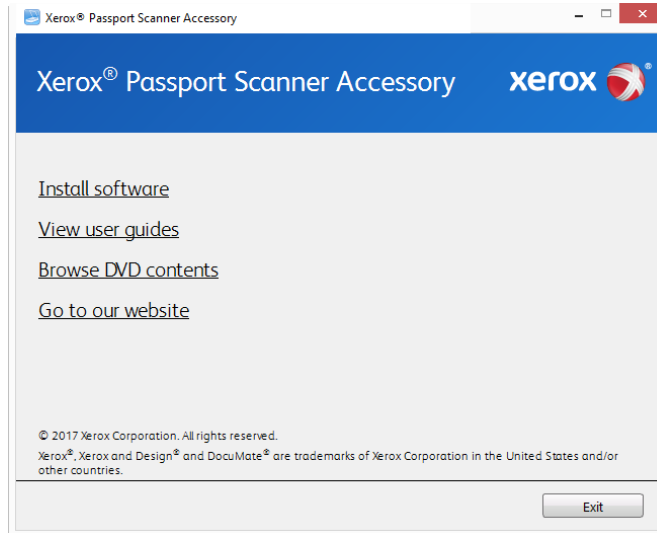 Xerox® Passport Scanner Accessory
Xerox® Passport Scanner Accessory
xerox ®
Install software
View user guides
Browse DVD contents
Go to our website
© 2017 Xerox Corporation. All rights reserved.
Xerox®, Xerox and Design® and DocuMate® are trademarks of Xerox Corporation in the United States and/or
other countries.
Exit